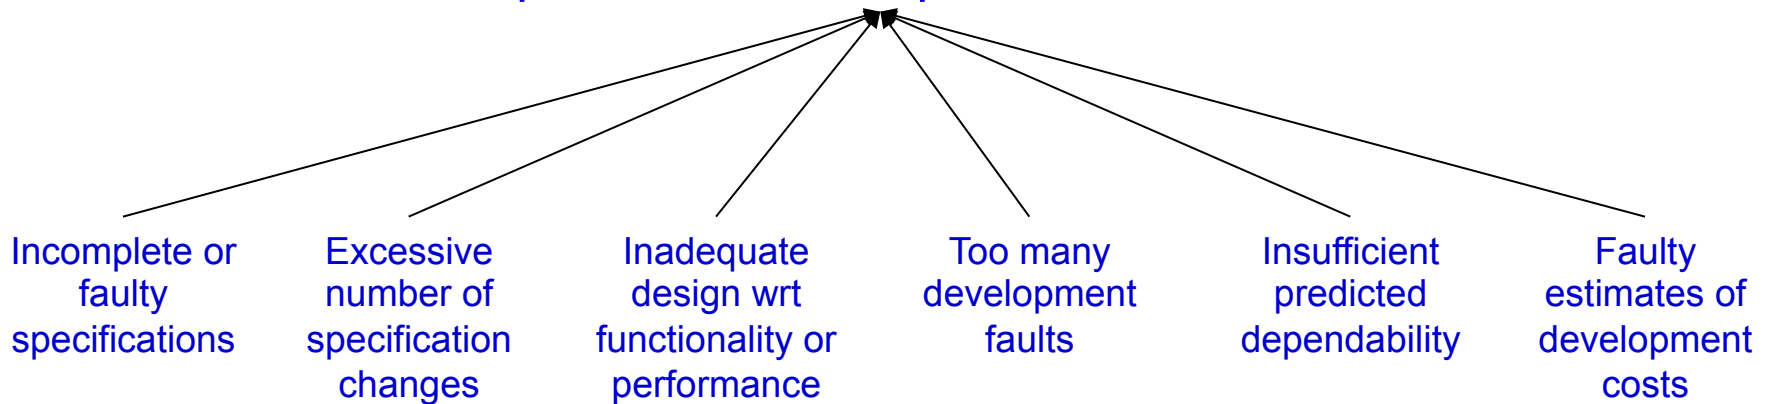 Incomplete or
faulty
specifications
Excessive
number of
specification
changes
Inadequate
design wrt
functionality or
performance
Too many
development
faults
Insufficient
predicted
dependability
Faulty
estimates of
development
costs